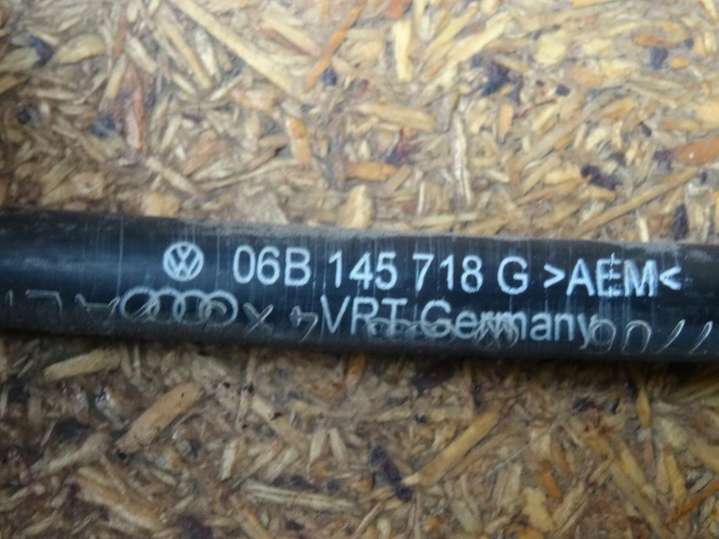 06B 145 718 G >AEM<
VRT Germany